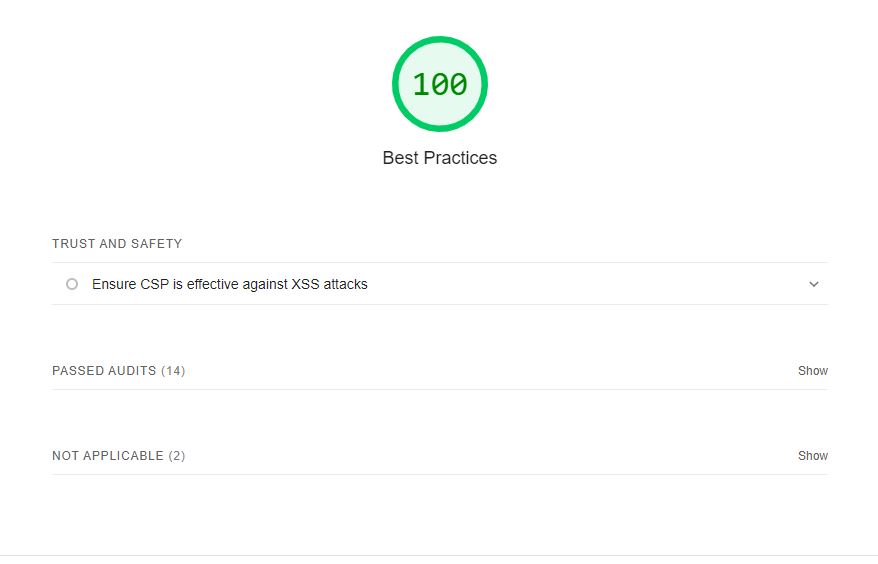 100
Best Practices
TRUST AND SAFETY
Ensure CSP is effective against XSS attacks
PASSED AUDITS (14) Show
NOT APPLICABLE (2) Show